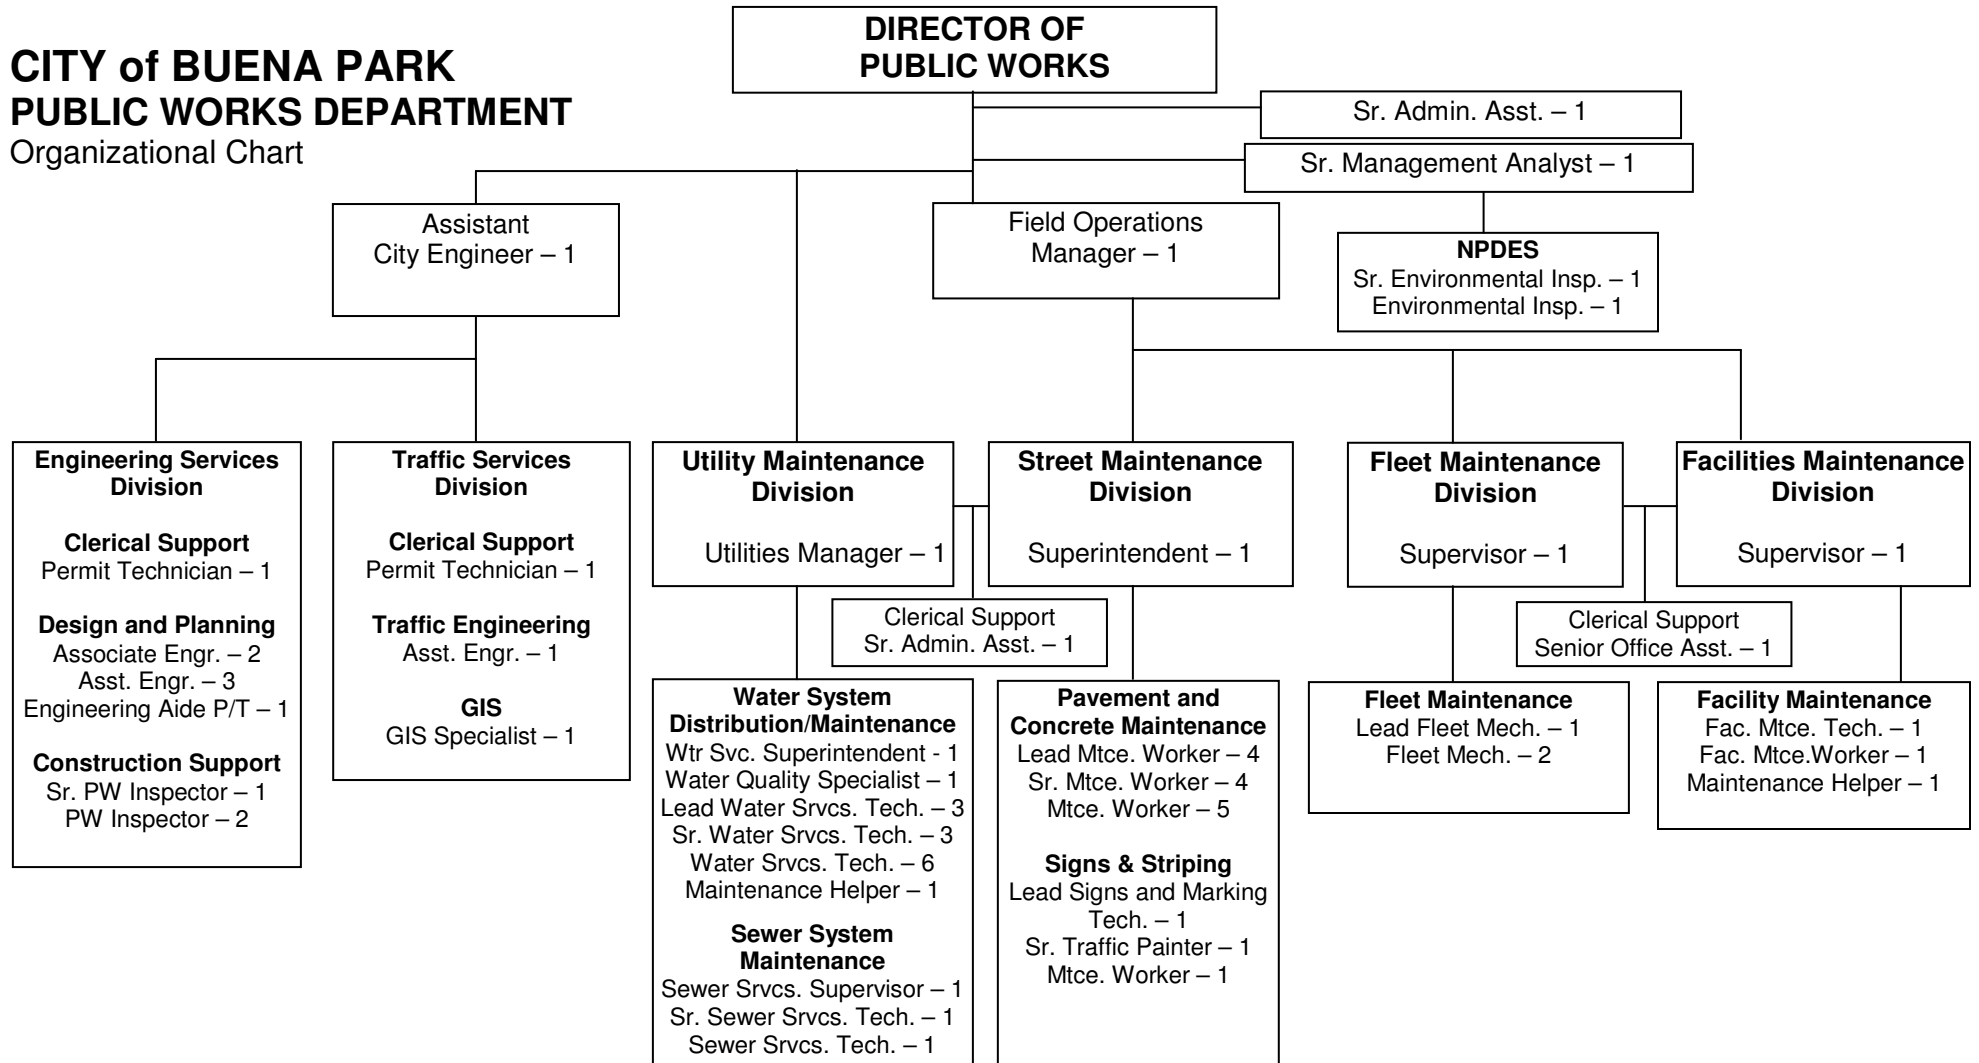 DIRECTOR OF
PUBLIC WORKS
CITY of BUENA PARK
PUBLIC WORKS DEPARTMENT
Organizational Chart
Sr. Admin. Asst. – 1
Sr. Management Analyst – 1
Assistant
City Engineer – 1
Field Operations
Manager – 1
NPDES
Sr. Environmental Insp. – 1
Environmental Insp. – 1
Engineering Services
Division
Clerical Support
Permit Technician – 1
Design and Planning
Associate Engr. – 2
Asst. Engr. – 3
Engineering Aide P/T – 1
Construction Support
Sr. PW Inspector – 1
PW Inspector – 2
Traffic Services
Division
Clerical Support
Permit Technician – 1
Traffic Engineering
Asst. Engr. – 1
GIS
GIS Specialist – 1
Utility Maintenance
Division
Utilities Manager – 1
Street Maintenance
Division
Superintendent – 1
Fleet Maintenance
Division
Supervisor – 1
Facilities Maintenance
Division
Supervisor – 1
Clerical Support
Sr. Admin. Asst. – 1
Clerical Support
Senior Office Asst. – 1
Water System
Distribution/Maintenance
Wtr Svc. Superintendent - 1
Water Quality Specialist – 1
Lead Water Srvcs. Tech. – 3
Sr. Water Srvcs. Tech. – 3
Water Srvcs. Tech. – 6
Maintenance Helper – 1
Sewer System
Maintenance
Sewer Srvcs. Supervisor – 1
Sr. Sewer Srvcs. Tech. – 1
Sewer Srvcs. Tech. – 1
Pavement and
Concrete Maintenance
Lead Mtce. Worker – 4
Sr. Mtce. Worker – 4
Mtce. Worker – 5
Signs & Striping
Lead Signs and Marking
Tech. – 1
Sr. Traffic Painter – 1
Mtce. Worker – 1
Fleet Maintenance
Lead Fleet Mech. – 1
Fleet Mech. – 2
Facility Maintenance
Fac. Mtce. Tech. – 1
Fac. Mtce.Worker – 1
Maintenance Helper – 1